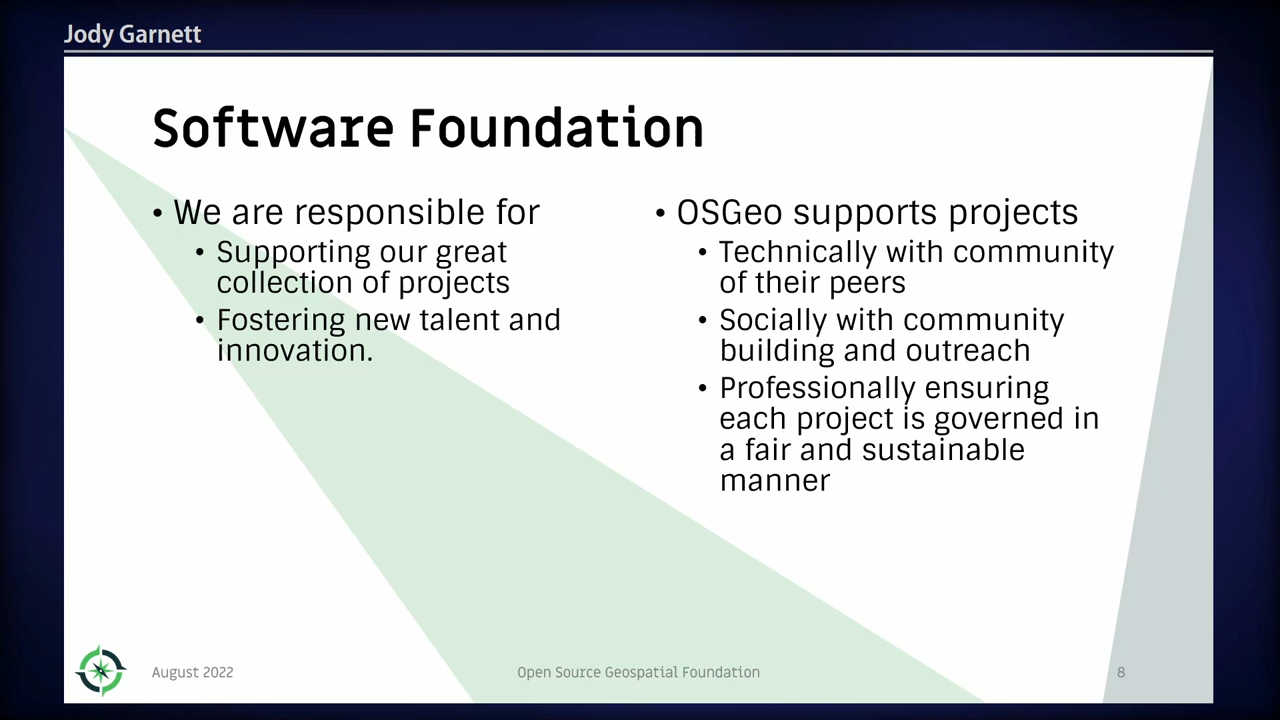 Jody Garnett
Software Foundation
• We are responsible for
• Supporting our great
collection of projects
• Fostering new talent and
innovation.
• OSGeo supports projects
• Technically with community
of their peers
• Socially with community
building and outreach
• Professionally ensuring
each project is governed in
a fair and sustainable
manner
August 2022
Open Source Geospatial Foundation
8